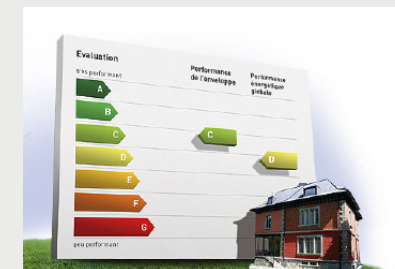 Evaluation
très performant
Performance
de l'enveloppe
Performance
énergétique
globale
A
B
C
C
D
D
E
F
G
peu performant